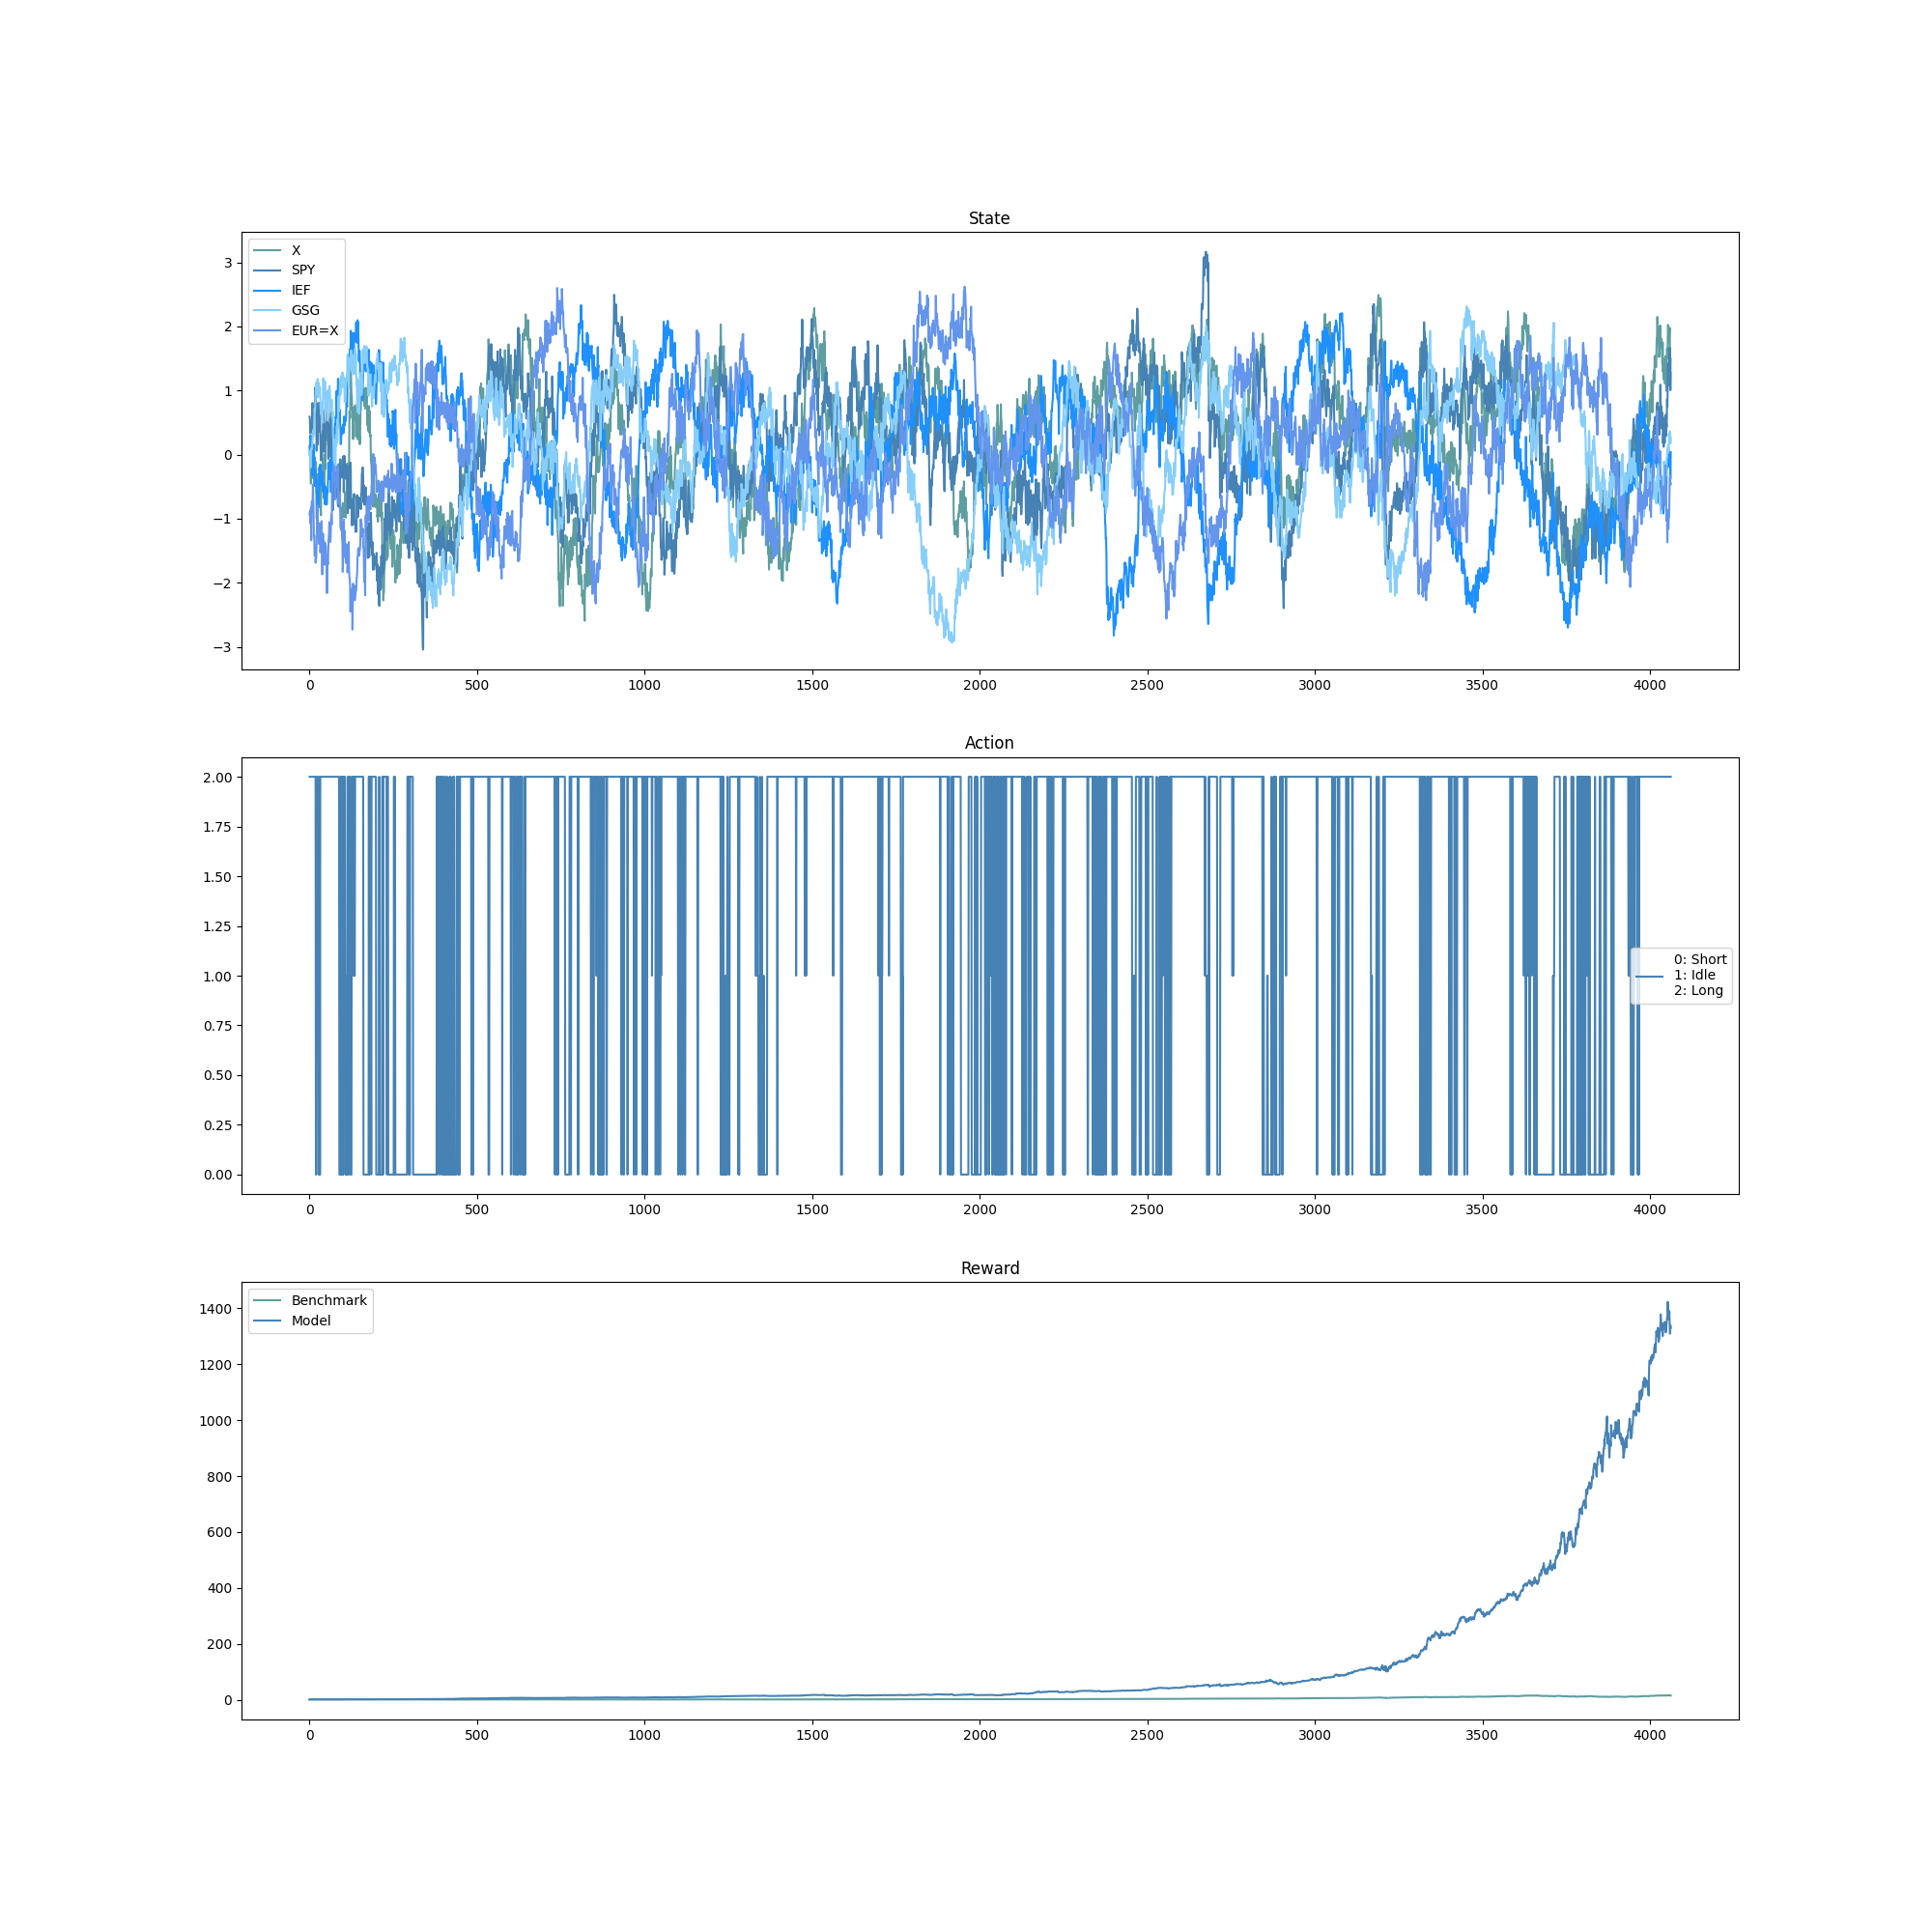 State
X
SPY
IEF
GSG
EUR=X
3
2
1
0
−1
−2
−3
0 500 1000 1500 2000 2500 3000 3500 4000
Action
2.00
1.75
1.50
1.25
1.00
0.75
0.50
0.25
0.00
0: Short
1: Idle
2: Long
0 500 1000 1500 2000 2500 3000 3500 4000
Reward
Benchmark
Model
1400
1200
1000
800
600
400
200
0
0 500 1000 1500 2000 2500 3000 3500 4000